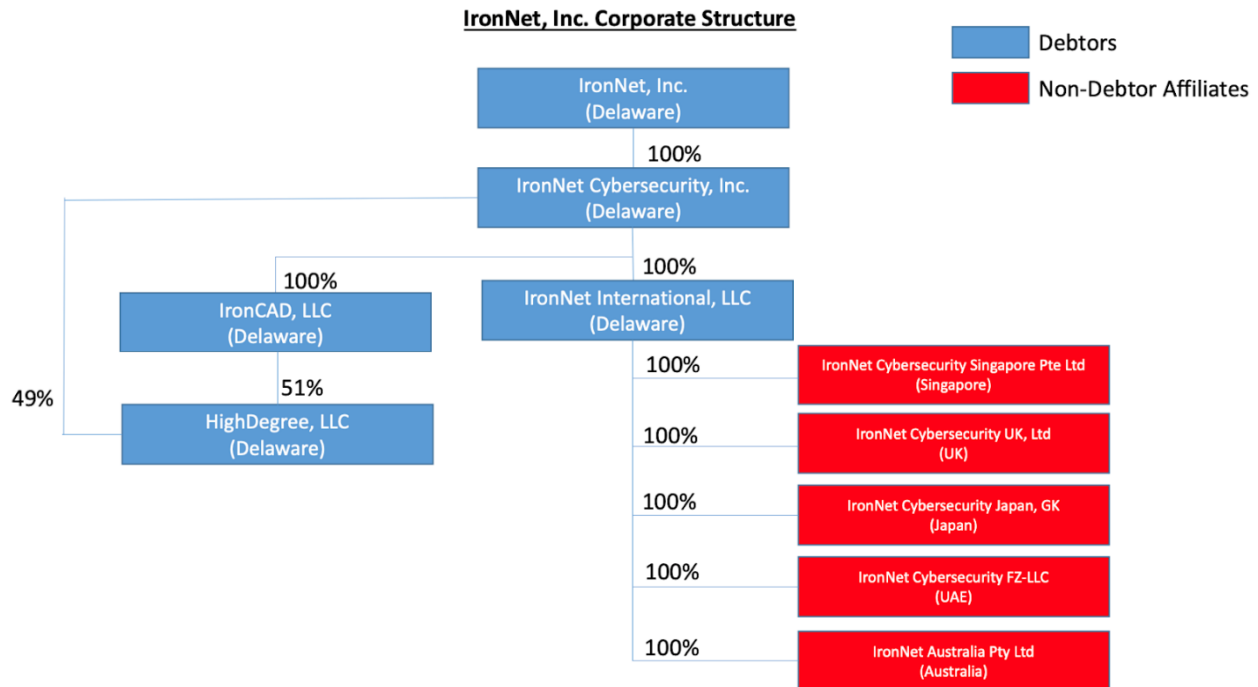 IronNet, Inc. Corporate Structure
Debtors
Non-Debtor Affiliates
IronNet, Inc.
(Delaware)
100%
IronNet Cybersecurity, Inc.
(Delaware)
100%
100%
IronCAD, LLC
(Delaware)
IronNet International, LLC
(Delaware)
51%
49%
HighDegree, LLC
(Delaware)
100%
IronNet Cybersecurity Singapore Pte Ltd
(Singapore)
100%
IronNet Cybersecurity UK, Ltd
(UK)
100%
IronNet Cybersecurity Japan, GK
(Japan)
100%
IronNet Cybersecurity FZ-LLC
(UAE)
100%
IronNet Australia Pty Ltd
(Australia)